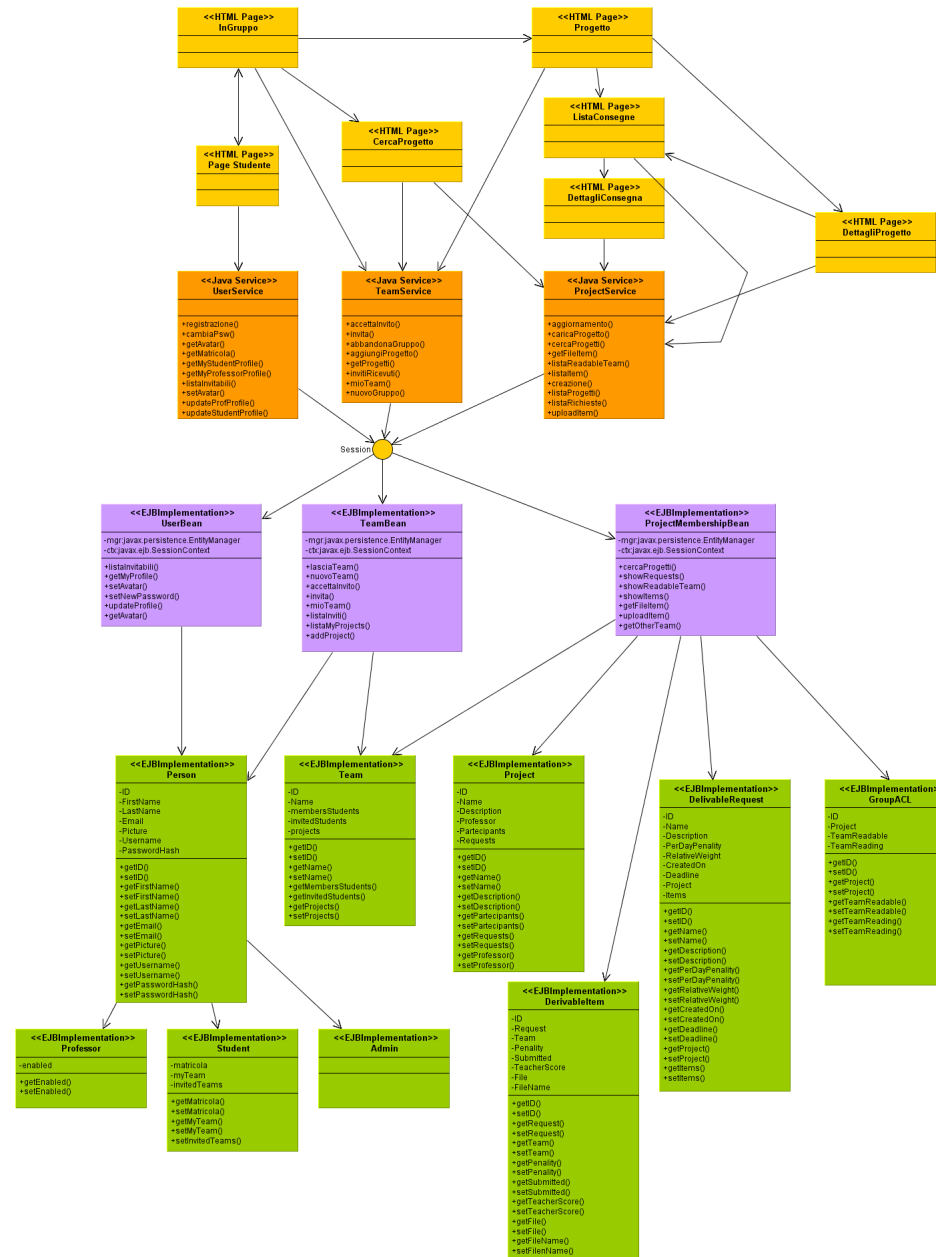 <<HTML Page>>
InGruppo
<<HTML Page>>
Progetto
<<HTML Page>>
ListaConsegne
<<HTML Page>>
CercaProgetto
<<HTML Page>>
Page Studente
<<HTML Page>>
DettagliConsegna
<<HTML Page>>
DettagliProgetto
<<Java Service>>
UserService
+registrazione()
+cambiaPsw()
+getAvatar()
+getMatricola()
+getMyStudentProfile()
+getMyProfessorProfile()
+listaInvitabili()
+setAvatar()
+updateProfProfile()
+updateStudentProfile()
<<Java Service>>
TeamService
+accettaInvito()
+invita()
+abbandonaGruppo()
+aggiungiProgetto()
+getProgetti()
+invitiRicevuti()
+mioTeam()
+nuovoGruppo()
<<Java Service>>
ProjectService
+aggiornamento()
+caricaProgetto()
+cercaProgetti()
+getFileItem()
+listaReadableTeam()
+listaItem()
+creazione()
+listaProgetti()
+listaRichieste()
+uploadItem()
Session
<<EJBImplementation>>
UserBean
-mgr:javax.persistence.EntityManager
-ctx:javax.ejb.SessionContext
+listaInvitabili()
+getMyProfile()
+setAvatar()
+setNewPassword()
+updateProfile()
+getAvatar()
<<EJBImplementation>>
TeamBean
-mgr:javax.persistence.EntityManager
-ctx:javax.ejb.SessionContext
+lasciaTeam()
+nuovoTeam()
+accettaInvito()
+invita()
+mioTeam()
+listaInviti()
+listaMyProjects()
+addProject()
<<EJBImplementation>>
ProjectMembershipBean
-mgr:javax.persistence.EntityManager
-ctx:javax.ejb.SessionContext
+cercaProgetti()
+showRequests()
+showReadableTeam()
+showItems()
+getFileItem()
+uploadItem()
+getOtherTeam()
<<EJBImplementation>>
Person
-ID
-FirstName
-LastName
-Email
-Picture
-Username
-PasswordHash
+getID()
+setID()
+getFirstName()
+setFirstName()
+getLastName()
+setLastName()
+getEmail()
+setEmail()
+getPicture()
+setPicture()
+getUsername()
+setUsername()
+getPasswordHash()
+setPasswordHash()
<<EJBImplementation>>
Team
-ID
-Name
-membersStudents
-invitedStudents
-projects
+getID()
+setID()
+getName()
+setName()
+getMembersStudents()
+getInvitedStudents()
+getProjects()
+setProjects()
<<EJBImplementation>>
Project
-ID
-Name
-Description
-Professor
-Partecipants
-Requests
+getID()
+setID()
+getName()
+setName()
+getDescription()
+setDescription()
+getPartecipants()
+setPartecipants()
+getRequests()
+setRequests()
+getProfessor()
+setProfessor()
<<EJBImplementation>>
DelivableRequest
-ID
-Name
-Description
-PerDayPenality
-RelativeWeight
-CreatedOn
-Deadline
-Project
-Items
+getID()
+setID()
+getName()
+setName()
+getDescription()
+setDescription()
+getPerDayPenality()
+setPerDayPenality()
+getRelativeWeight()
+setRelativeWeight()
+getCreatedOn()
+setCreatedOn()
+getDeadline()
+setDeadline()
+getProject()
+setProject()
+getItems()
+setItems()
<<EJBImplementation>
GroupACL
-ID
-Project
-TeamReadable
-TeamReading
+getID()
+setID()
+getProject()
+setProject()
+getTeamReadable()
+setTeamReadable()
+getTeamReading()
+setTeamReading()
<<EJBImplementation>>
DerivableItem
-ID
-Request
-Team
-Penality
-Submitted
-TeacherScore
-File
-FileName
+getID()
+setID()
+getRequest()
+setRequest()
+getTeam()
+setTeam()
+getPenality()
+setPenality()
+getSubmitted()
+setSubmitted()
+getTeacherScore()
+setTeacherScore()
+getFile()
+setFile()
+getFileName()
+setFilenName()
<<EJBImplementation>>
Professor
-enabled
+getEnabled()
+setEnabled()
<<EJBImplementation>>
Student
-matricola
-myTeam
-invitedTeams
+getMatricola()
+setMatricola()
+getMyTeam()
+setMyTeam()
+setInvitedTeams()
<<EJBImplementation>>
Admin